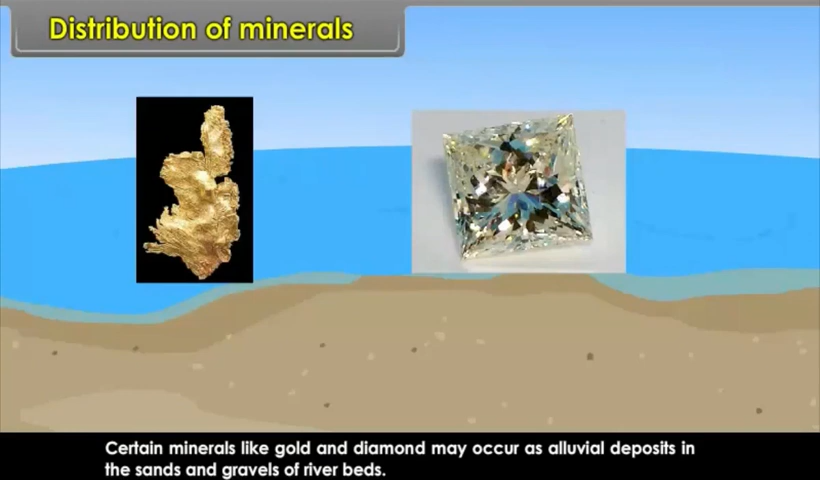 Distribution of minerals
Certain minerals like gold and diamond may occur as alluvial deposits in
the sands and gravels of river beds.